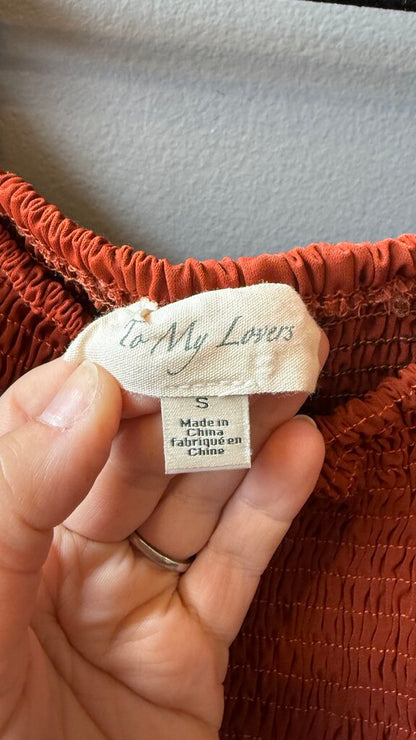 To My Lovers
S
Made in
China
fabriqué en
Chine